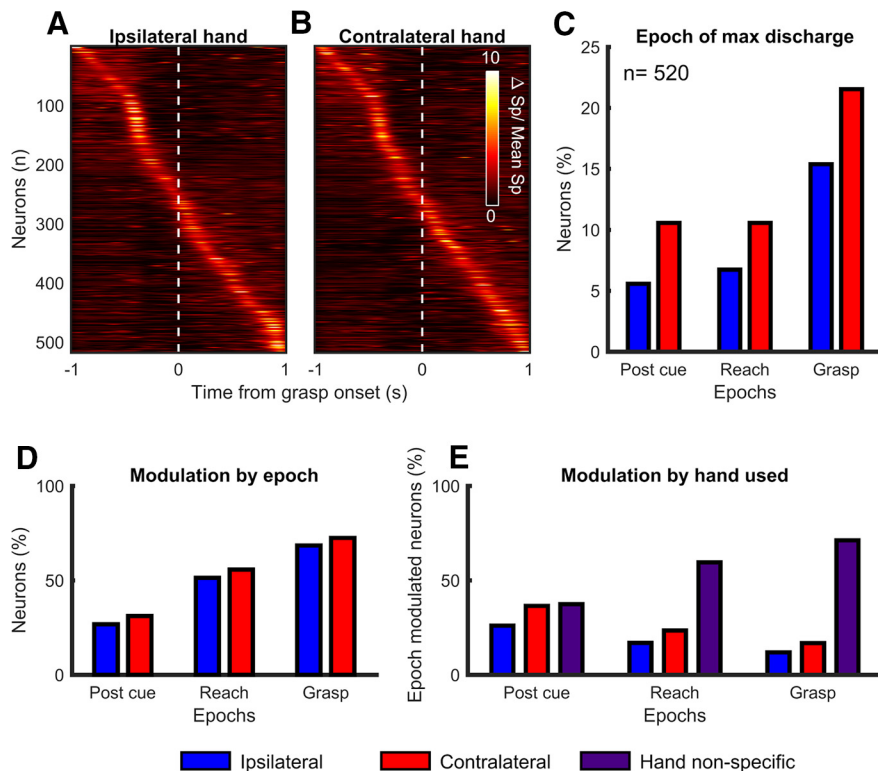 A
Ipsilateral hand
Neurons (n)
100
200
300
400
500
-1
0
1
B
Contralateral hand
10
Δ Sp/ Mean Sp
0
-1
0
1
Time from grasp onset (s)
C
Epoch of max discharge
n= 520
Neurons (%)
25
20
15
10
5
0
Post cue
Reach
Grasp
Epochs
D
Modulation by epoch
Neurons (%)
100
50
0
Post cue
Reach
Grasp
Epochs
E
Modulation by hand used
Epoch modulated neurons (%)
100
50
0
Post cue
Reach
Grasp
Epochs
Ipsilateral
Contralateral
Hand non-specific